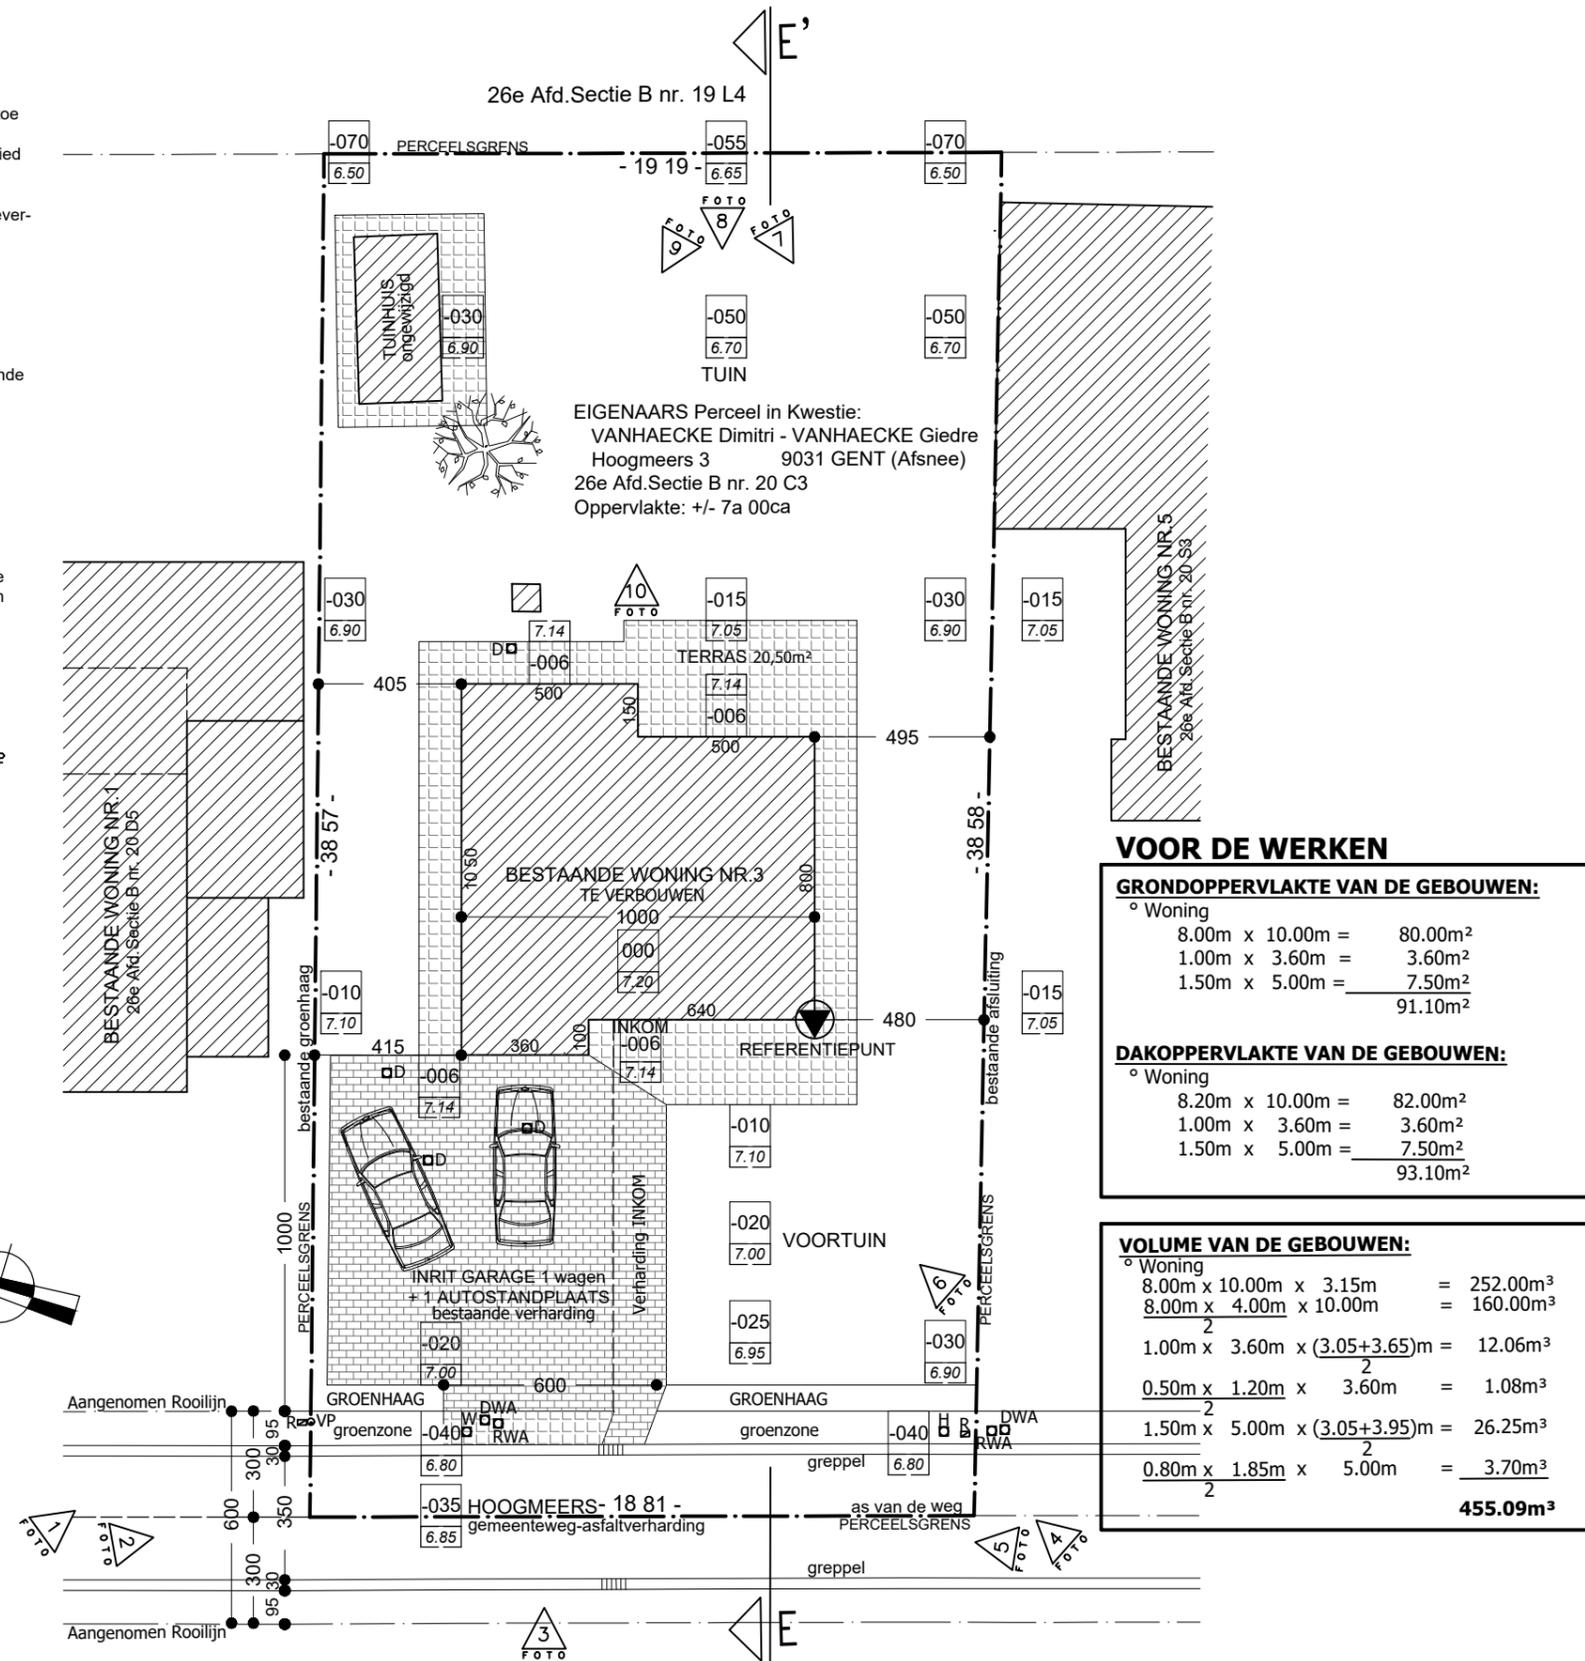 E'
26e Afd.Sectie B nr. 19 L4
oe
ied
ever-
nde
e
n
e
-070
6.50
PERCEELSGRENS
- 19 19 -
-055
6.65
-070
6.50
FOTO 9
FOTO 8
FOTO 7
TUINHUIS
ongewijzigd
-030
6.90
-050
6.70
TUIN
-050
6.70
EIGENAARS Perceel in Kwestie:
VANHAECKE Dimitri - VANHAECKE Giedre
Hoogmeers 3 9031 GENT (Afsnee)
26e Afd.Sectie B nr. 20 C3
Oppervlakte: +/- 7a 00ca
BESTAANDE WONING NR.5
26e Afd.Sectie B nr. 20 S3
-030
6.90
10
FOTO
-015
7.05
-030
6.90
-015
7.05
D
7.14
-006
500
TERRAS 20,50m²
7.14
-006
500
150
405
495
- 38 57 -
- 38 58 -
BESTAANDE WONING NR.1
26e Afd.Sectie B nr. 20 D5
1050
BESTAANDE WONING NR.3
TE VERBOUWEN
800
1000
000
7.20
bestaande groenhaag
-010
7.10
bestaande afsluiting
-015
7.05
640
480
100
INKOM
-006
7.14
REFERENTIEPUNT
415
360
D
-006
7.14
D
D
-010
7.10
1000
PERCEELSGRENS
Verharding INKOM
-020
7.00
VOORTUIN
PERCEELSGRENS
6
FOTO
INRIT GARAGE 1 wagen
+ 1 AUTOSTANDPLAATS
bestaande verharding
-020
7.00
-025
6.95
-030
6.90
600
Aangenomen Rooilijn
GROENHAAG
GROENHAAG
R
VP
groenzone
-040
6.80
W
DWA
RWA
groenzone
-040
6.80
H
R
DWA
RWA
greppel
95
30
300
350
600
300
30
95
-035
6.85
HOOGMEERS - 18 81 -
gemeenteweg-asfaltverharding
as van de weg
PERCEELSGRENS
1
FOTO
2
FOTO
5
FOTO
4
FOTO
greppel
Aangenomen Rooilijn
3
FOTO
E
VOOR DE WERKEN
GRONDOPPERVLAKTE VAN DE GEBOUWEN:
° Woning
8.00m x 10.00m = 80.00m²
1.00m x 3.60m = 3.60m²
1.50m x 5.00m = 7.50m²
91.10m²
DAKOPPERVLAKTE VAN DE GEBOUWEN:
° Woning
8.20m x 10.00m = 82.00m²
1.00m x 3.60m = 3.60m²
1.50m x 5.00m = 7.50m²
93.10m²
VOLUME VAN DE GEBOUWEN:
° Woning
8.00m x 10.00m x 3.15m = 252.00m³
8.00m x 4.00m x 10.00m = 160.00m³
2
1.00m x 3.60m x (3.05+3.65)m = 12.06m³
2
0.50m x 1.20m x 3.60m = 1.08m³
2
1.50m x 5.00m x (3.05+3.95)m = 26.25m³
2
0.80m x 1.85m x 5.00m = 3.70m³
2
455.09m³